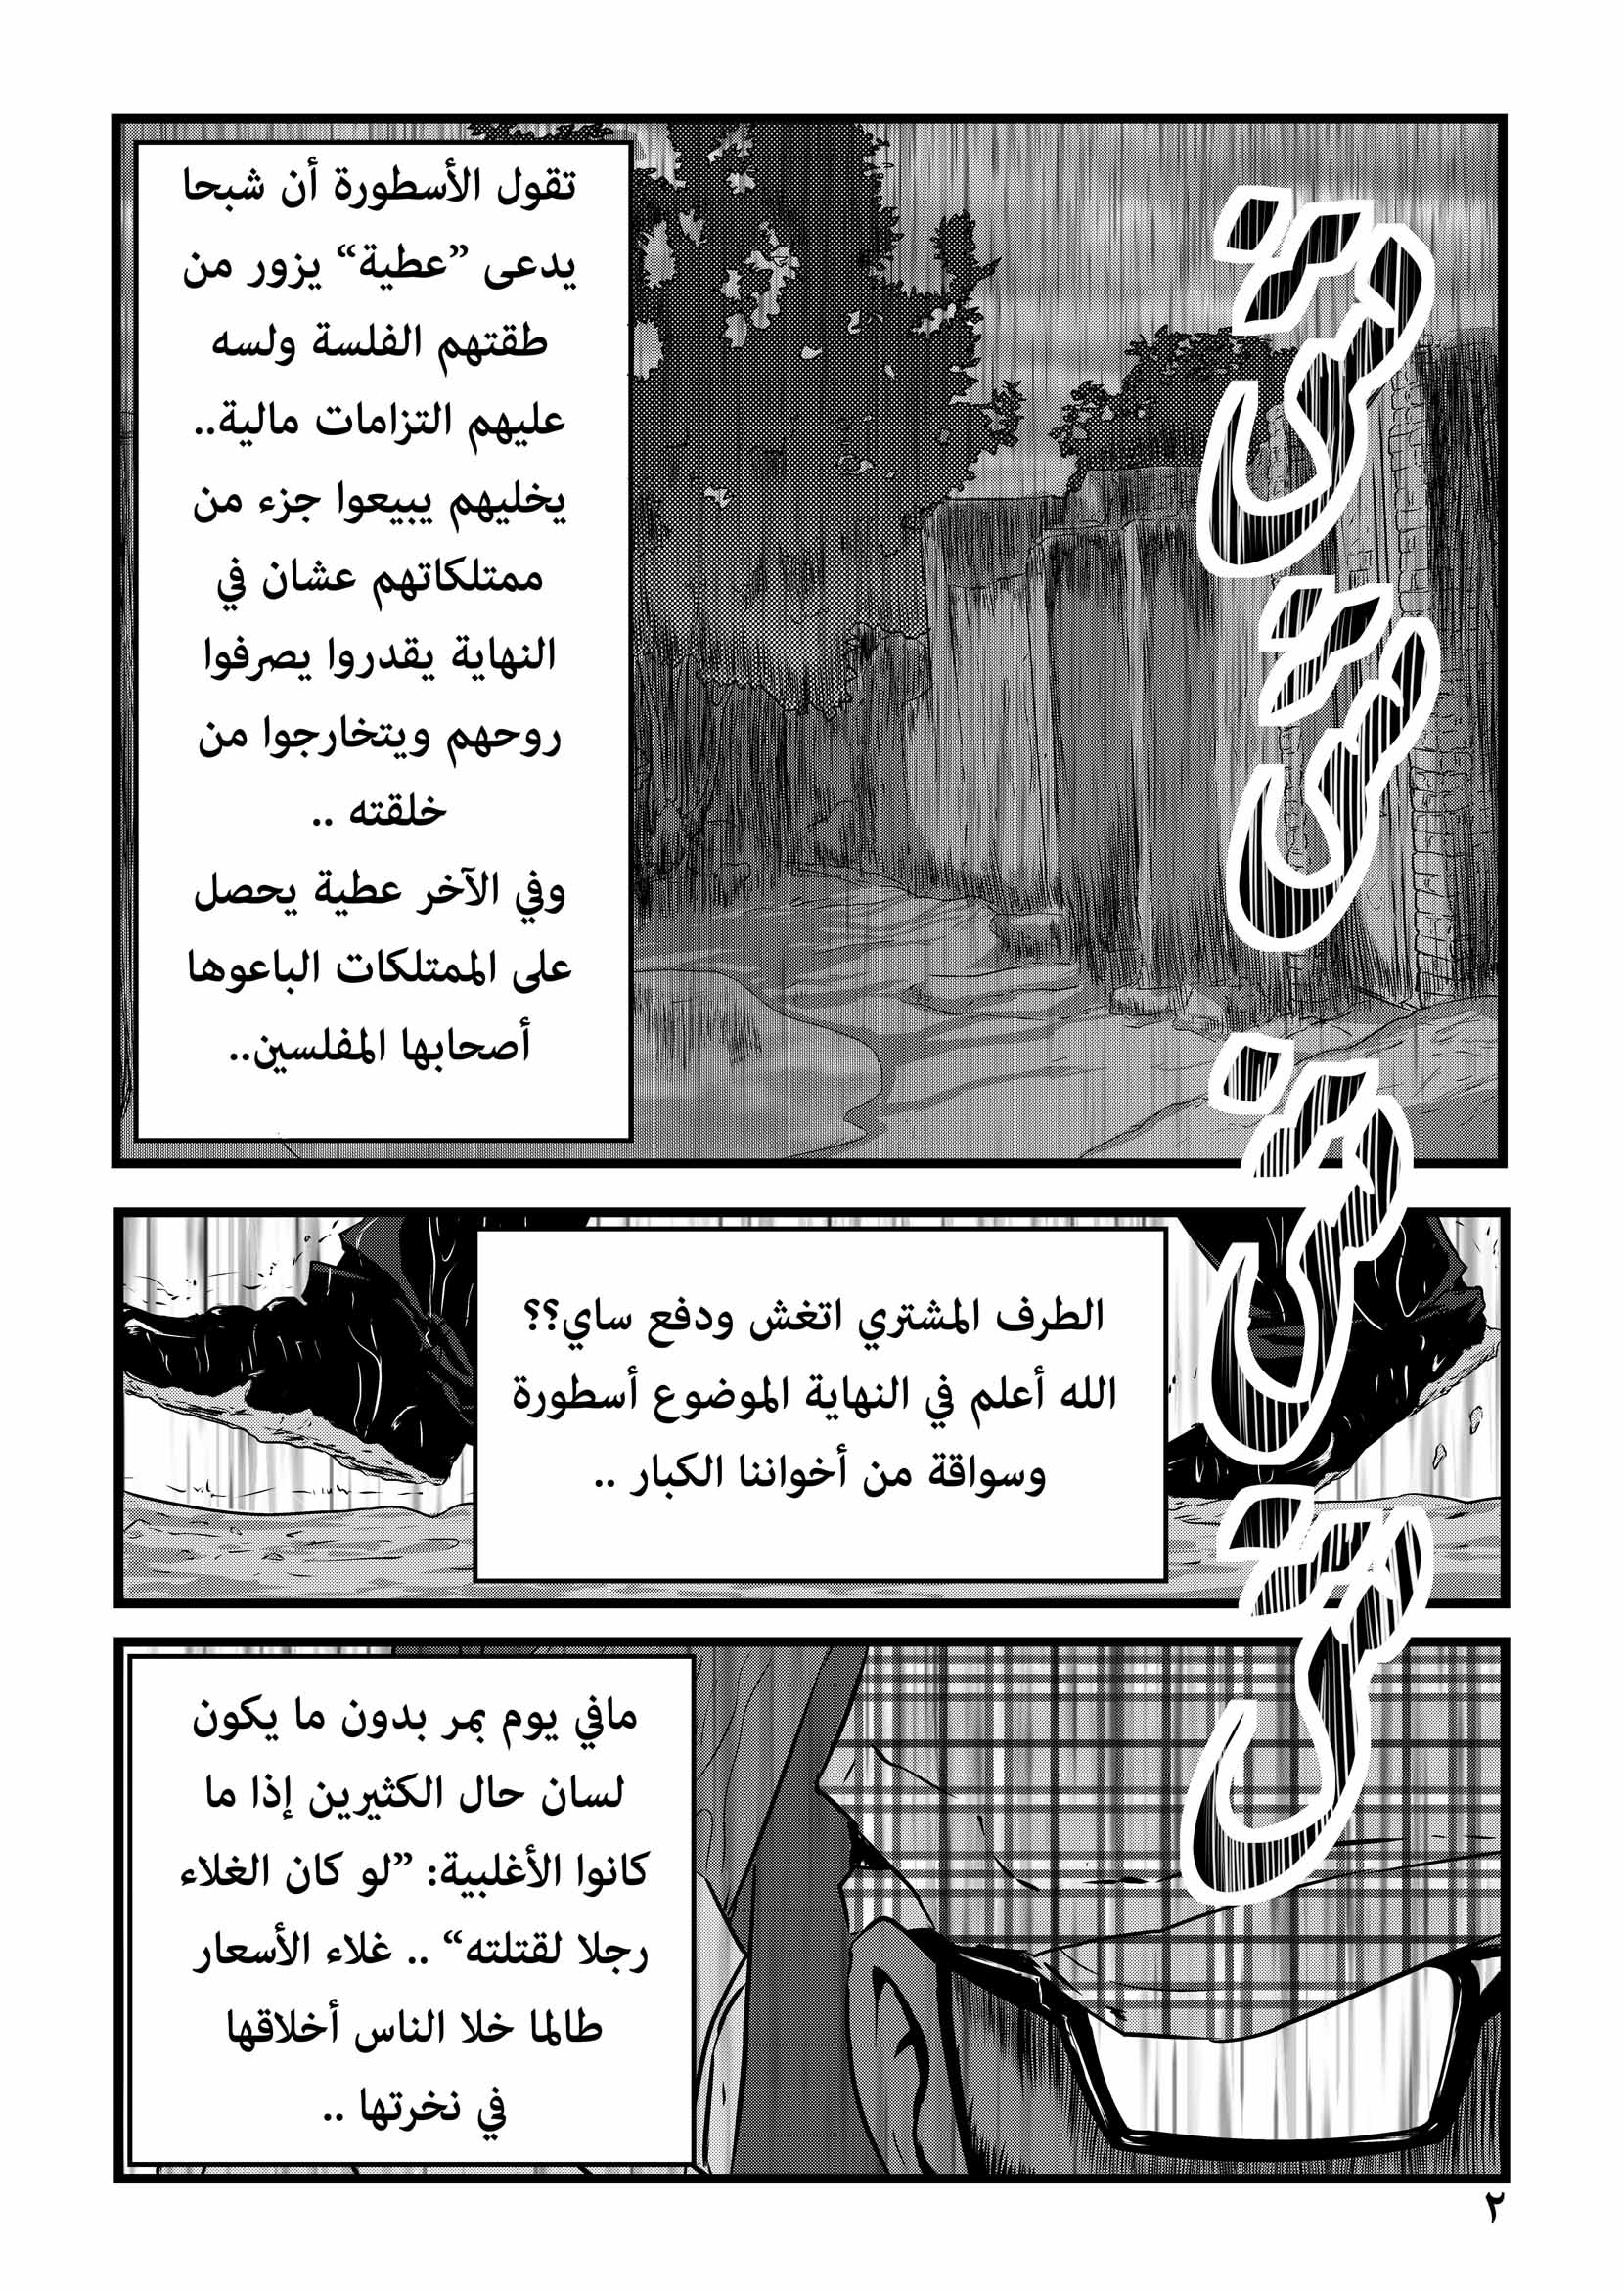 تقول الأسطورة أن شبحا
يدعى ”عطية“ يزور من
طقتهم الفلسة ولسه
عليهم التزامات مالية..
يخليهم يبيعوا جزء من
ممتلكاتهم عشان في
النهاية يقدروا يصرفوا
روحهم ويتخارجوا من
خلقته ..
وفي الآخر عطية يحصل
على الممتلكات الباعوها
أصحابها المفلسين..
الطرف المشتري اتغش ودفع ساي؟؟
الله أعلم في النهاية الموضوع أسطورة
وسواقة من أخواننا الكبار ..
مافي يوم بمر بدون ما يكون
لسان حال الكثيرين إذا ما
كانوا الأغلبية: ”لو كان الغلاء
رجلا لقتلته“ .. غلاء الأسعار
طالما خلا الناس أخلاقها
في نخرتها ..
٢